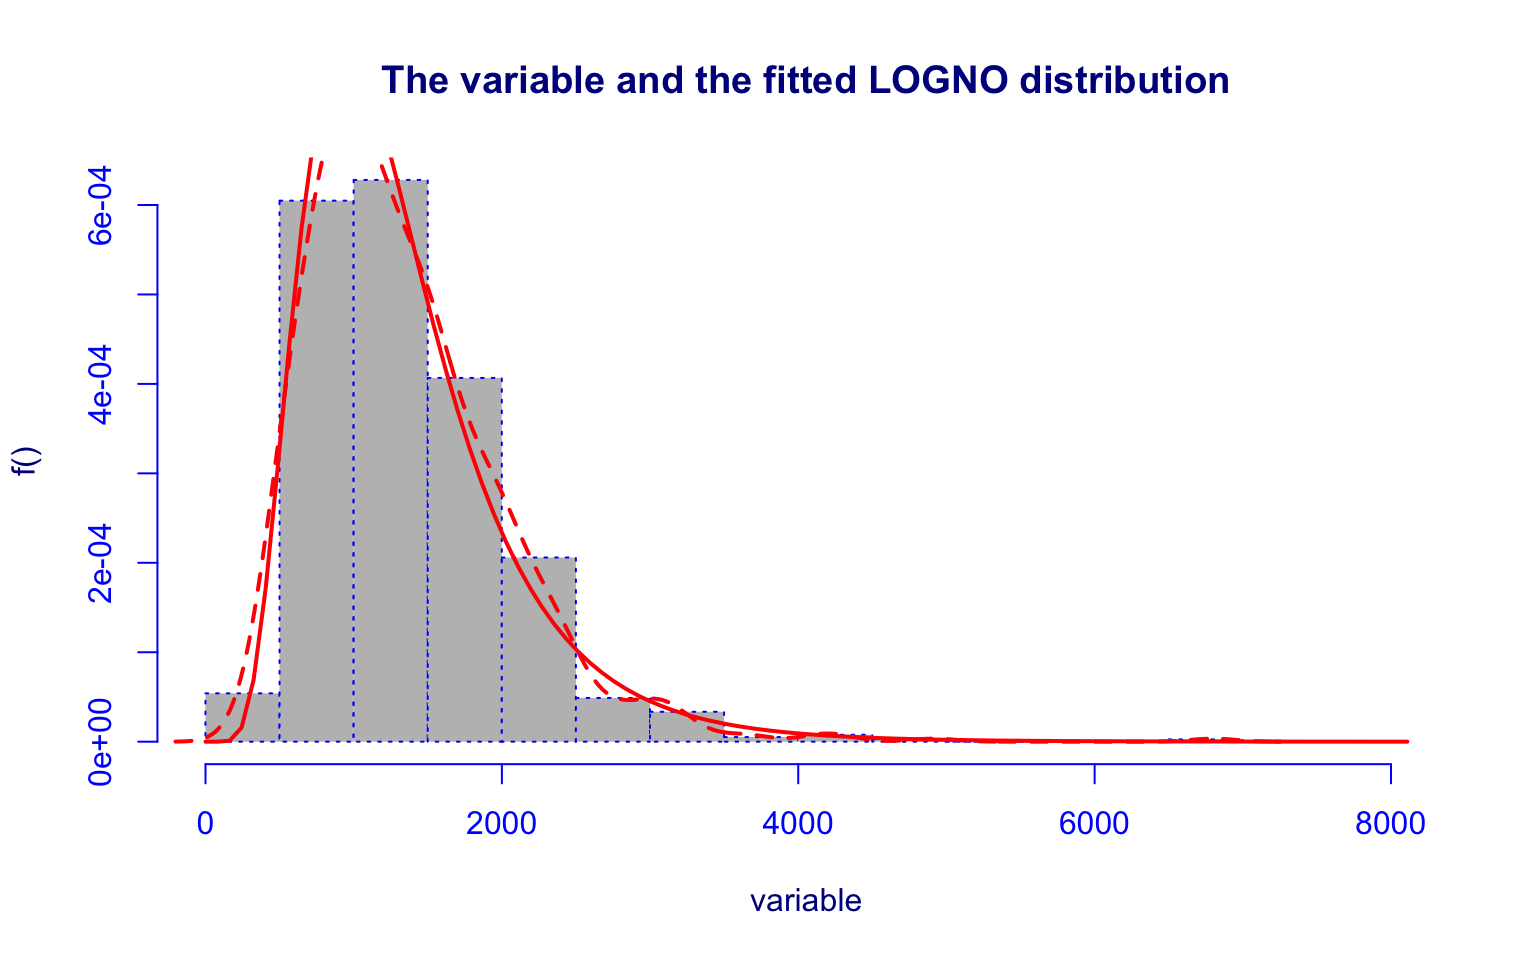 The variable and the fitted LOGNO distribution
f()
6e-04
4e-04
2e-04
0e+00
0 2000 4000 6000 8000
variable